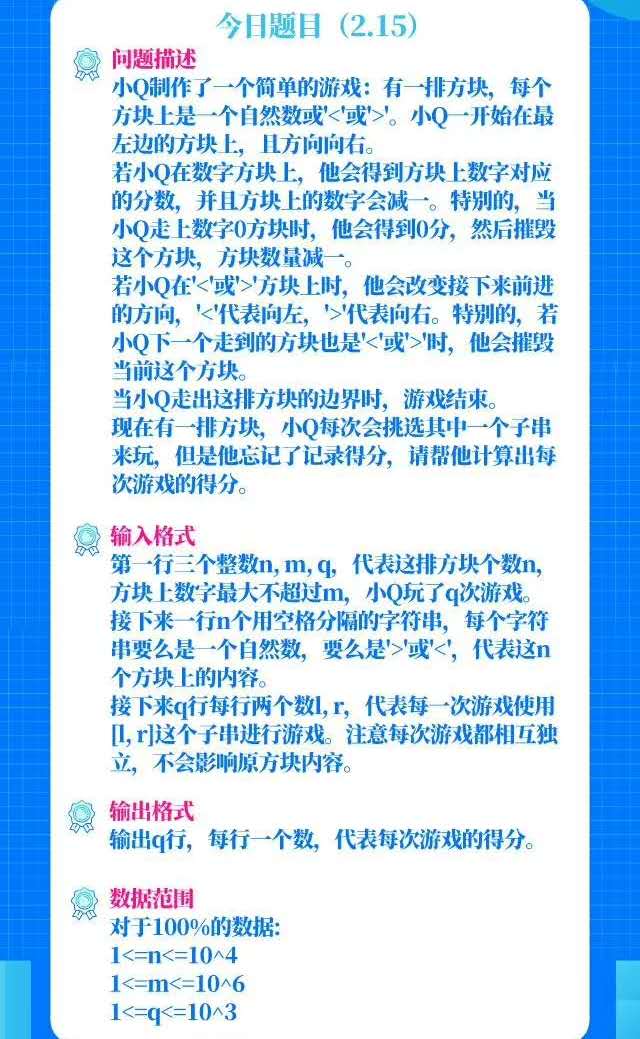 今日题目（2.15）
问题描述
小Q制作了一个简单的游戏：有一排方块，每个
方块上是一个自然数或'<'或'>'。小Q一开始在最
左边的方块上，且方向向右。
若小Q在数字方块上，他会得到方块上数字对应
的分数，并且方块上的数字会减一。特别的，当
小Q走上数字0方块时，他会得到0分，然后摧毁
这个方块，方块数量减一。
若小Q在'<'或'>'方块上时，他会改变接下来前进
的方向，'<'代表向左，'>'代表向右。特别的，若
小Q下一个走到的方块也是'<'或'>'时，他会摧毁
当前这个方块。
当小Q走出这排方块的边界时，游戏结束。
现在有一排方块，小Q每次会挑选其中一个子串
来玩，但是他忘记了记录得分，请帮他计算出每
次游戏的得分。
输入格式
第一行三个整数n, m, q，代表这排方块个数n，
方块上数字最大不超过m，小Q玩了q次游戏。
接下来一行n个用空格分隔的字符串，每个字符
串要么是一个自然数，要么是'>'或'<'，代表这n
个方块上的内容。
接下来q行每行两个数l, r，代表每一次游戏使用
[l, r]这个子串进行游戏。注意每次游戏都相互独
立，不会影响原方块内容。
输出格式
输出q行，每行一个数，代表每次游戏的得分。
数据范围
对于100%的数据:
1<=n<=10^4
1<=m<=10^6
1<=q<=10^3